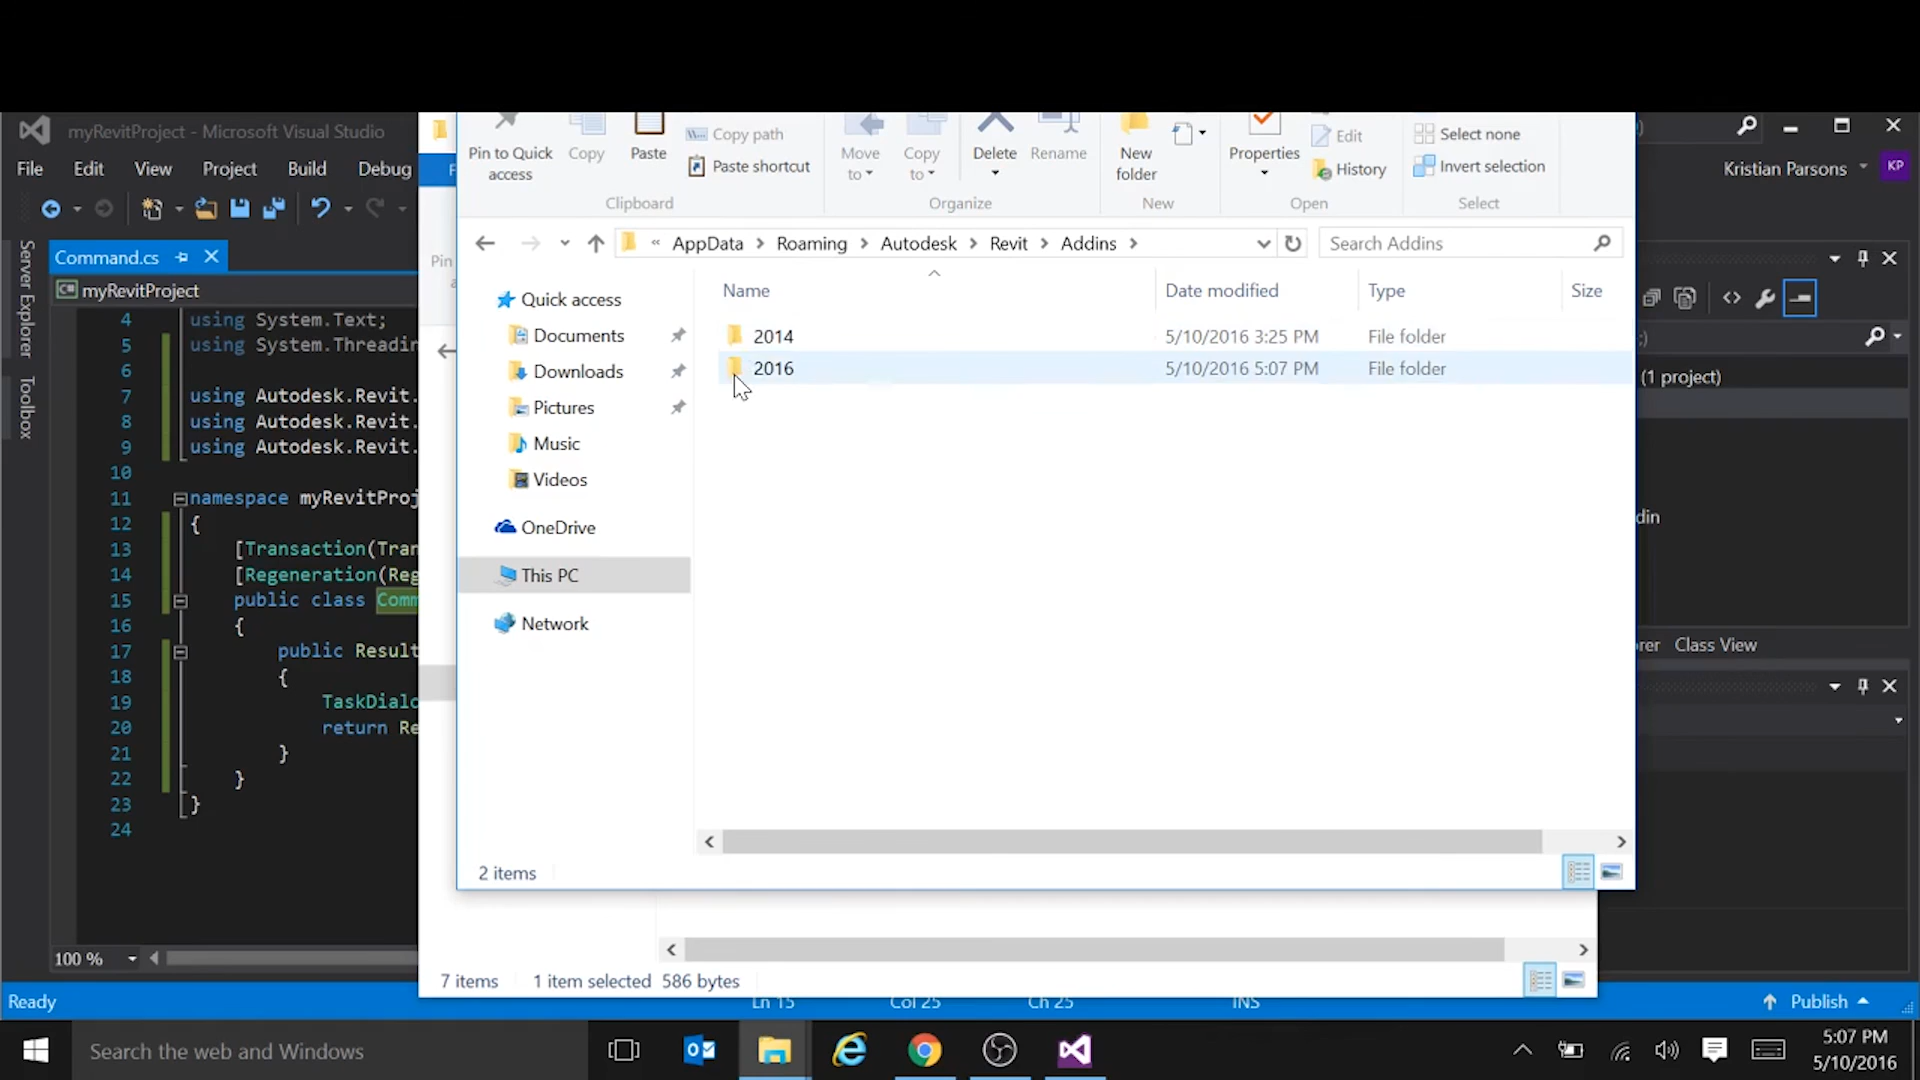 myRevitProject - Microsoft Visual Studio
File Edit View Project Build Debug
Kristian Parsons KP
Pin to Quick access
Copy
Paste
Copy path
Paste shortcut
Move to
Copy to
Delete
Rename
New folder
Properties
Edit
History
Select none
Invert selection
Clipboard Organize New Open Select
« AppData > Roaming > Autodesk > Revit > Addins >
Search Addins
Server Explorer
Toolbox
Command.cs
myRevitProject
Pin
Name Date modified Type Size
Quick access
Documents
Downloads
Pictures
Music
Videos
OneDrive
This PC
Network
2014 5/10/2016 3:25 PM File folder
2016 5/10/2016 5:07 PM File folder
4 using System.Text;
5 using System.Threadin
6
7 using Autodesk.Revit.
8 using Autodesk.Revit.
9 using Autodesk.Revit.
10
11 namespace myRevitProj
12 {
13 [Transaction(Tran
14 [Regeneration(Reg
15 public class Comm
16 {
17 public Result
18 {
19 TaskDialo
20 return Re
21 }
22 }
23 }
24
(1 project)
din
rer Class View
2 items
100 %
7 items 1 item selected 586 bytes
Ready Ln 15 Col 25 Ch 25 INS Publish
Search the web and Windows
5:07 PM
5/10/2016